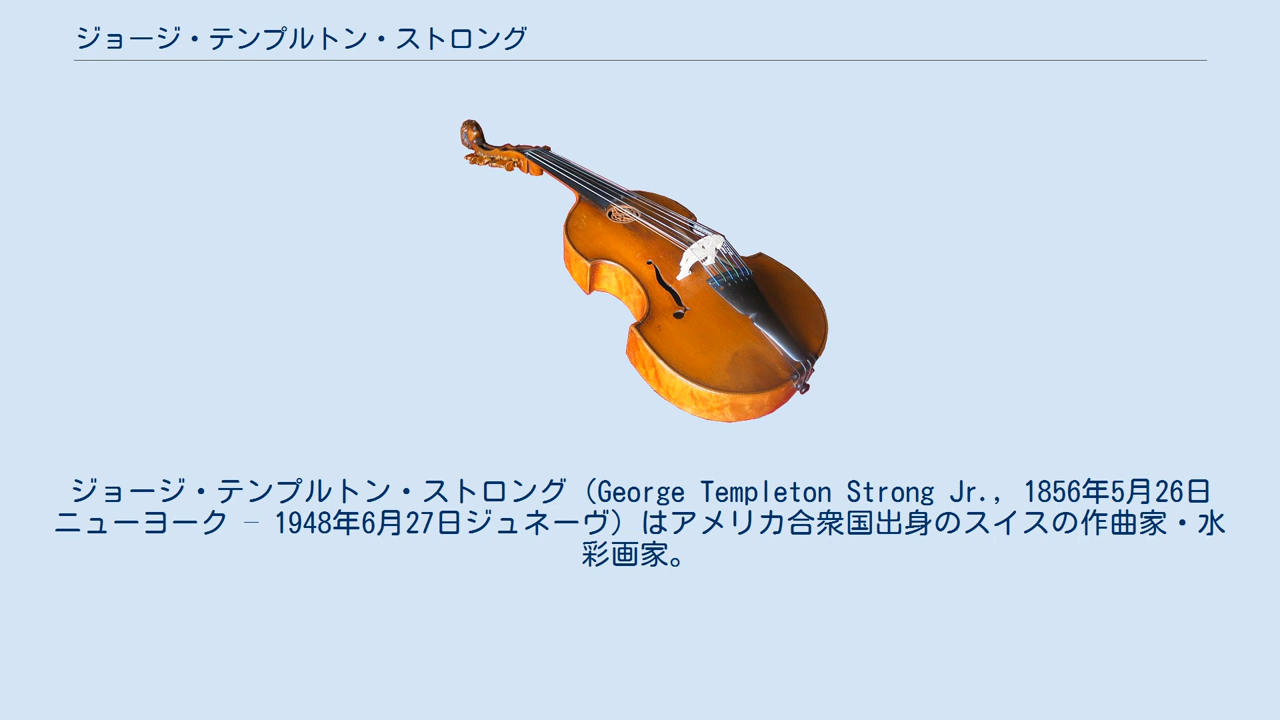 ジョージ・テンプルトン・ストロング
ジョージ・テンプルトン・ストロング（George Templeton Strong Jr., 1856年5月26日
ニューヨーク – 1948年6月27日ジュネーヴ）はアメリカ合衆国出身のスイスの作曲家・水
彩画家。